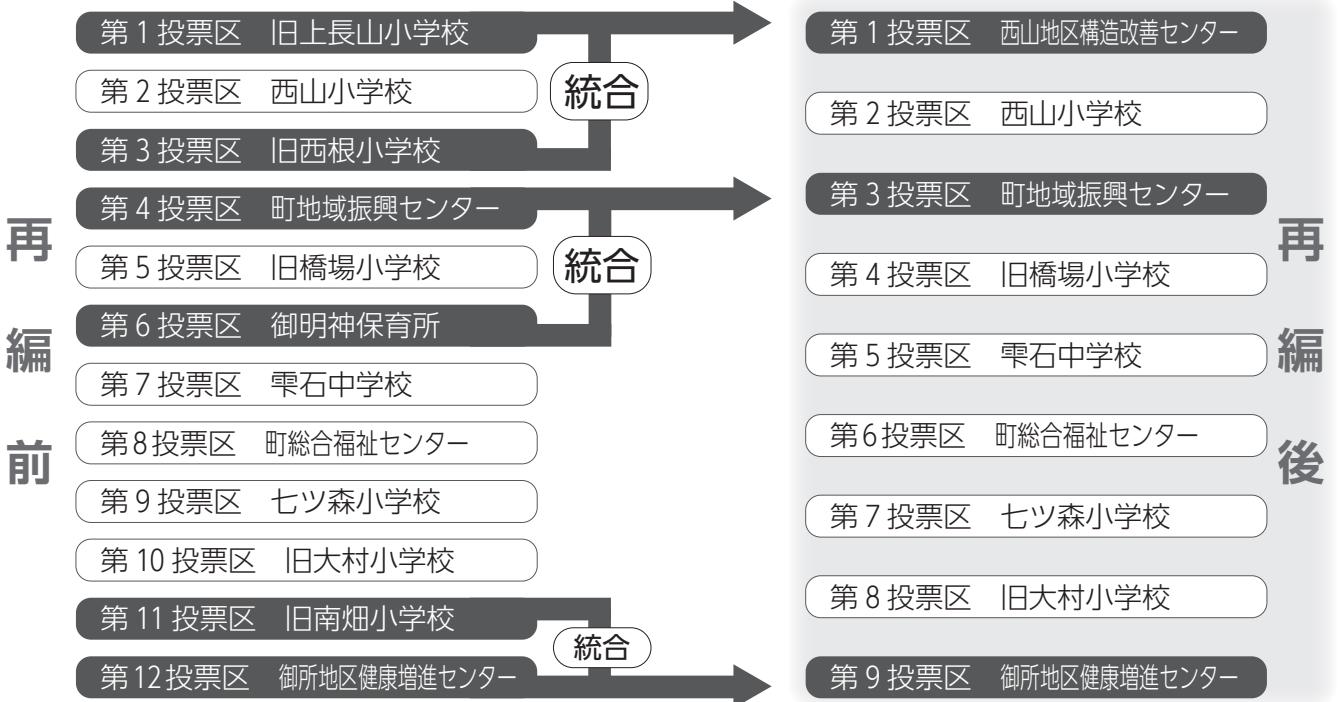 再編前
第1投票区 旧上長山小学校
第2投票区 西山小学校
第3投票区 旧西根小学校
第4投票区 町地域振興センター
第5投票区 旧橋場小学校
第6投票区 御明神保育所
第7投票区 雫石中学校
第8投票区 町総合福祉センター
第9投票区 七ツ森小学校
第10投票区 旧大村小学校
第11投票区 旧南畑小学校
第12投票区 御所地区健康増進センター
統合
統合
統合
第1投票区 西山地区構造改善センター
第2投票区 西山小学校
第3投票区 町地域振興センター
第4投票区 旧橋場小学校
第5投票区 雫石中学校
第6投票区 町総合福祉センター
第7投票区 七ツ森小学校
第8投票区 旧大村小学校
第9投票区 御所地区健康増進センター
再編後